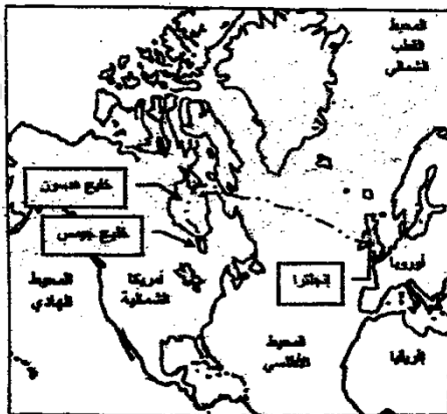 المحيط
القطب
الشمالي
خليج هدسون
خليج جيمس
إنجلترا
أوروبا
أمريكا
الشمالية
المحيط
الهادي
المحيط
الأطلسي
إفريقيا